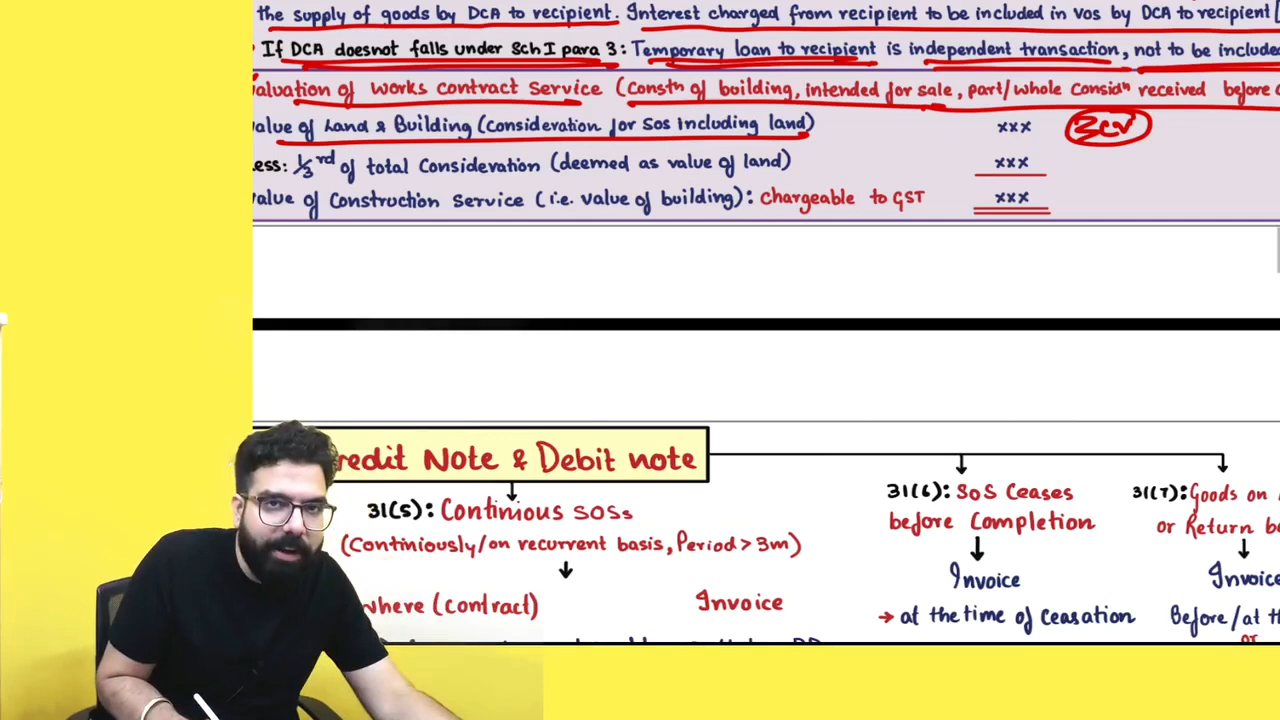 the supply of goods by DCA to recipient. Interest charged from recipient to be included in VOS by DCA to recipient
If DCA doesnot falls under Sch I para 3: Temporary loan to recipient is independent transaction, not to be include
aluation of works contract Service (Constn of building, intended for sale, part/whole Considn received before
alue of Land & Building (Consideration for SoS including land) xxx 2cr
ess: 1/3rd of total Consideration (deemed as value of land) xxx
alue of Construction Service (i.e. value of building): Chargeable to GST xxx
redit Note & Debit note
31(5): Continious SOSs
(Continiously/on recurrent basis, Period > 3m)
where (contract) Invoice
31(6): SoS Ceases
before Completion
Invoice
→ at the time of Ceasation
31(7): Goods on
or Return be
Invoice
Before/at th
or